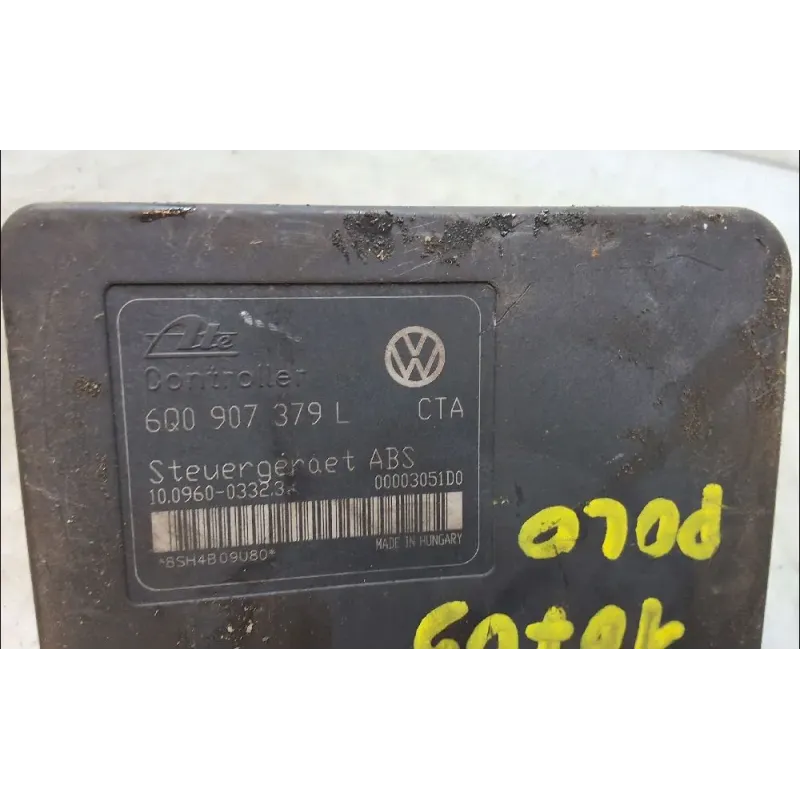 Ate
Controller
6Q0 907 379 L CTA
Steuergeraet ABS
10.0960-0332.3 00003051D0
MADE IN HUNGARY
*BSH4B09U80*
POLO